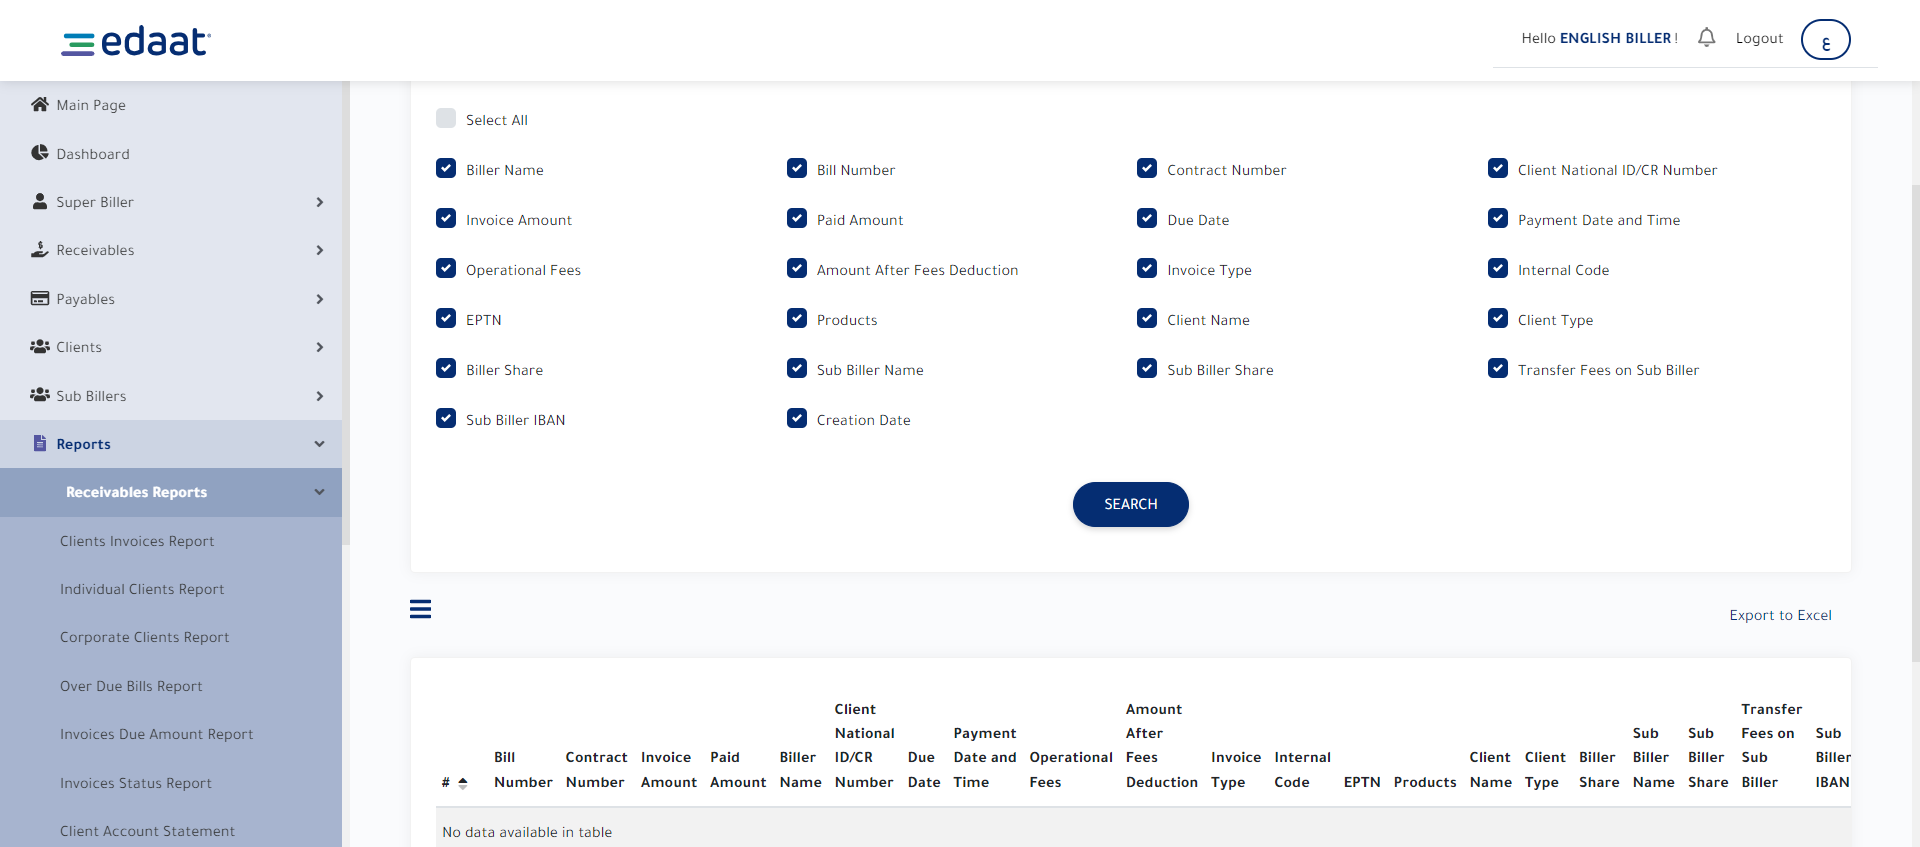 edaat
Hello ENGLISH BILLER !
Logout
ع
Main Page
Dashboard
Super Biller
Receivables
Payables
Clients
Sub Billers
Reports
Receivables Reports
Clients Invoices Report
Individual Clients Report
Corporate Clients Report
Over Due Bills Report
Invoices Due Amount Report
Invoices Status Report
Client Account Statement
Select All
Biller Name
Bill Number
Contract Number
Client National ID/CR Number
Invoice Amount
Paid Amount
Due Date
Payment Date and Time
Operational Fees
Amount After Fees Deduction
Invoice Type
Internal Code
EPTN
Products
Client Name
Client Type
Biller Share
Sub Biller Name
Sub Biller Share
Transfer Fees on Sub Biller
Sub Biller IBAN
Creation Date
SEARCH
Export to Excel
#
Bill
Number
Contract
Number
Invoice
Amount
Paid
Amount
Biller
Name
Client
National
ID/CR
Number
Due
Date
Payment
Date and
Time
Operational
Fees
Amount
After
Fees
Deduction
Invoice
Type
Internal
Code
EPTN
Products
Client
Name
Client
Type
Biller
Share
Sub
Biller
Name
Sub
Biller
Share
Transfer
Fees on
Sub
Biller
Sub
Biller
IBAN
No data available in table